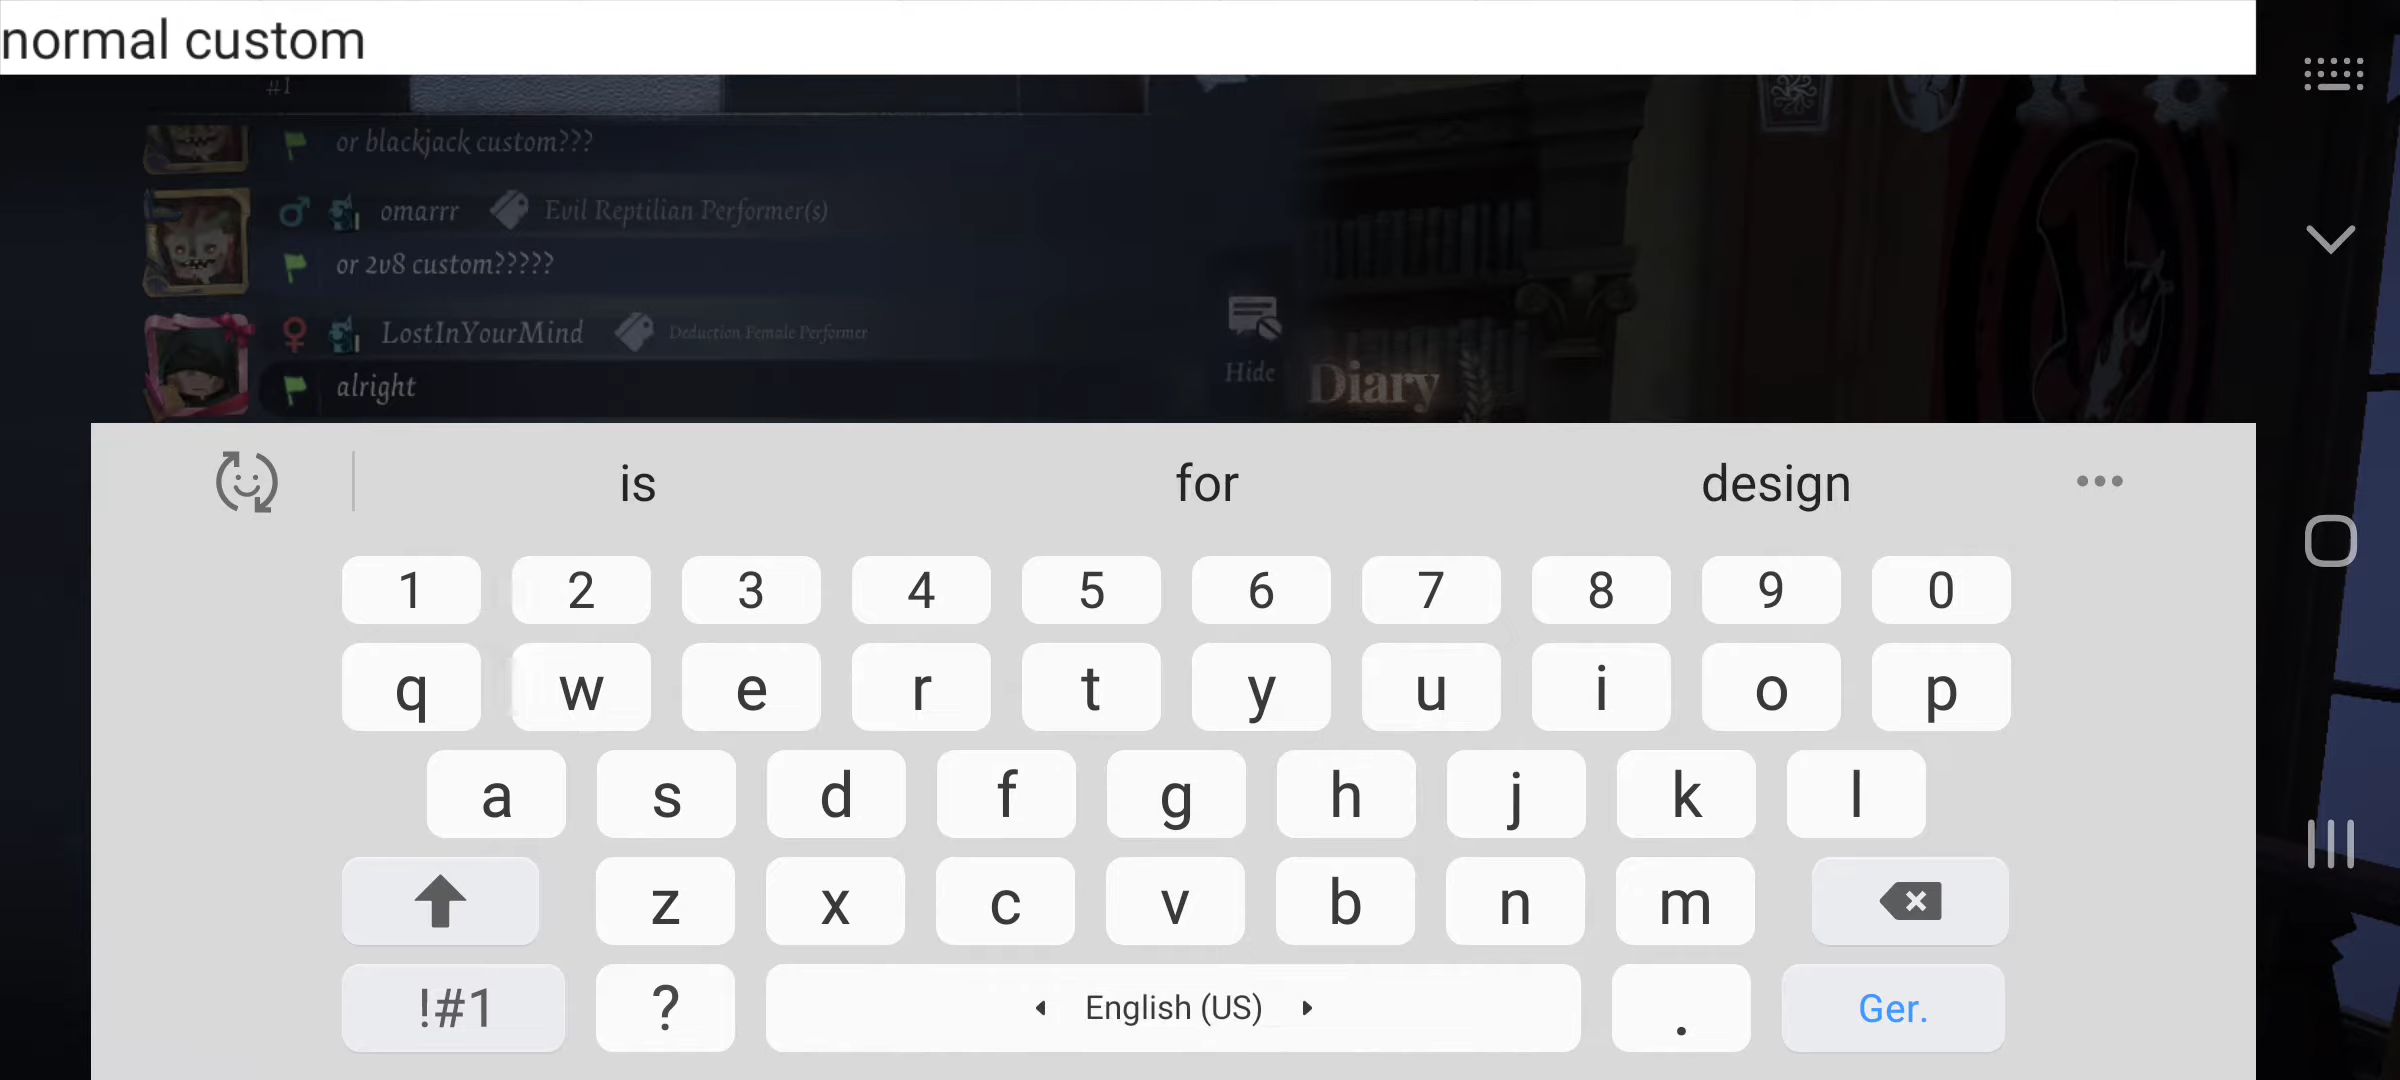 normal custom
#1
or blackjack custom???
omarrr Evil Reptilian Performer(s)
or 2v8 custom?????
LostInYourMind Deduction Female Performer
alright
Hide
Diary
is for design
1 2 3 4 5 6 7 8 9 0
q w e r t y u i o p
a s d f g h j k l
z x c v b n m
!#1 ? English (US) . Ger.